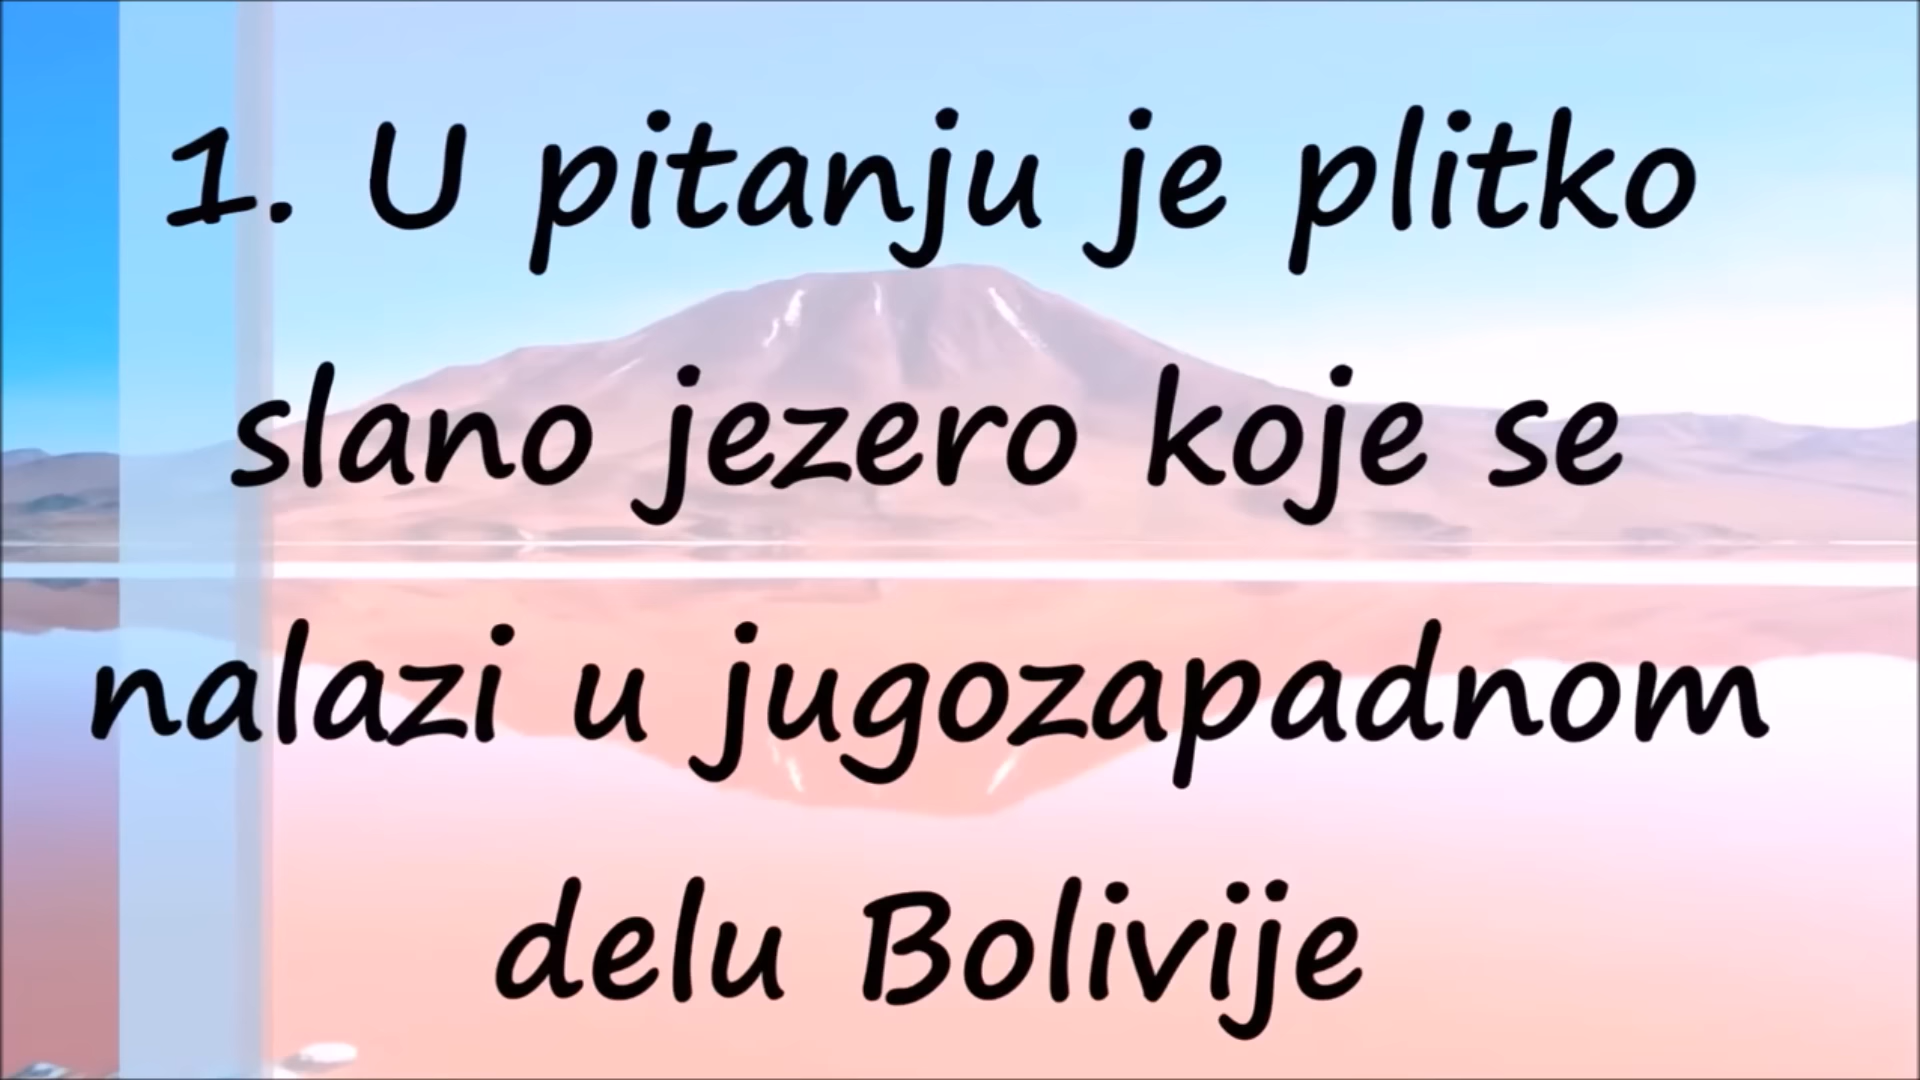 1. U pitanju je plitko
slano jezero koje se
nalazi u jugozapadnom
delu Bolivije